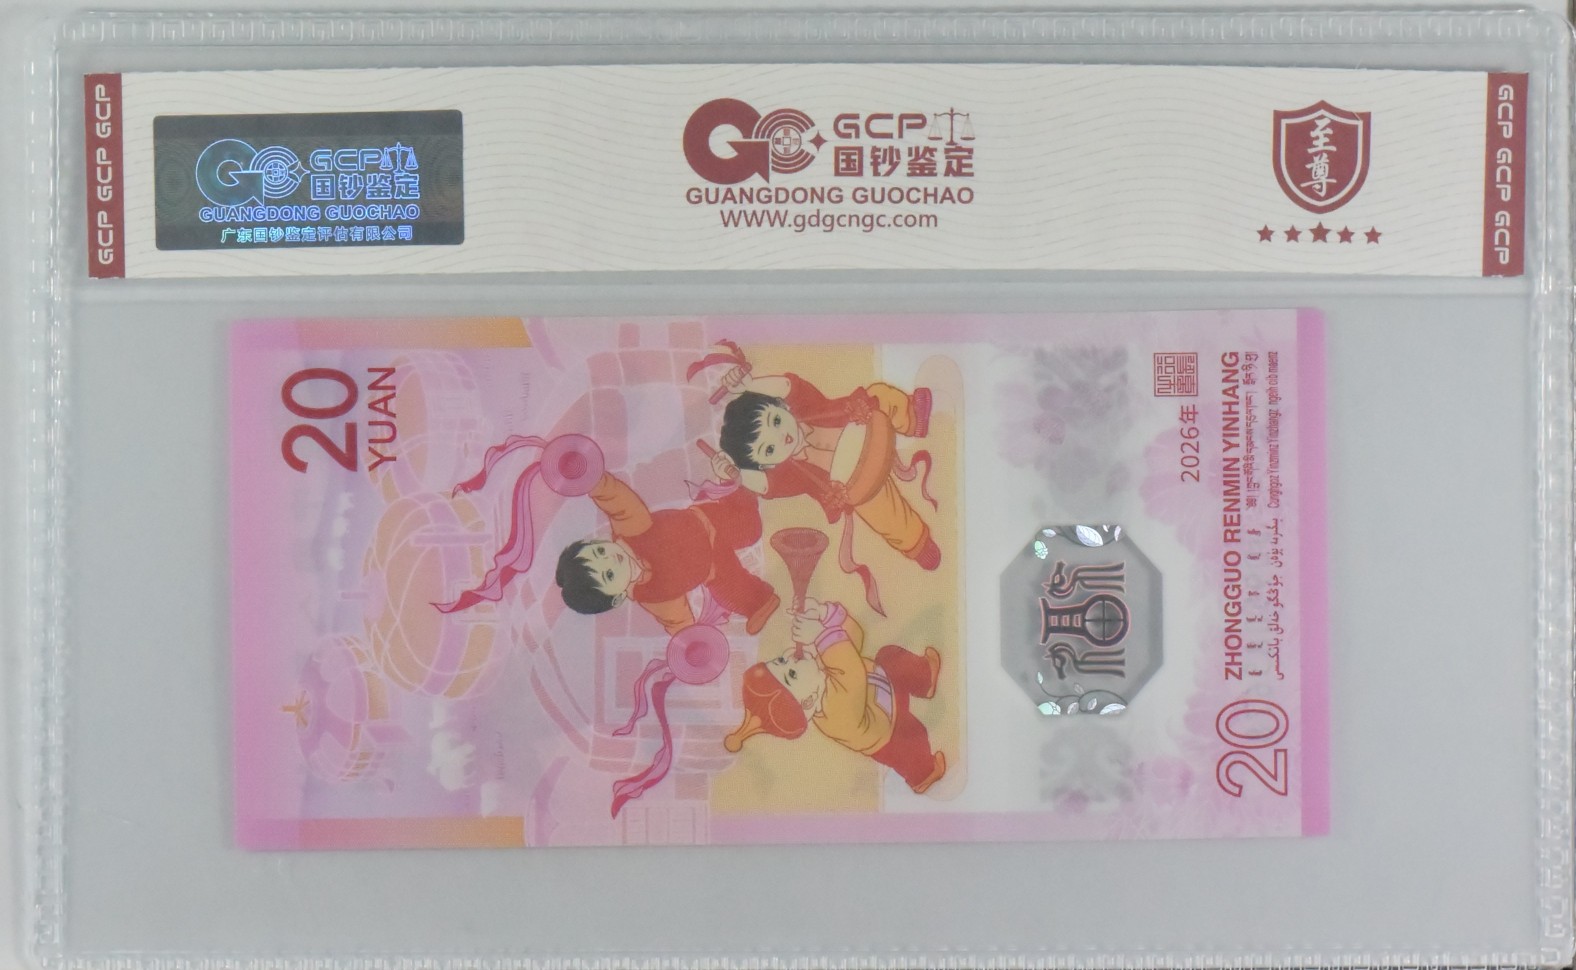 GCP GCP GCP
GCP
国钞鉴定
GUANGDONG GUOCHAO
广东国钞鉴定评估有限公司
GCP
国钞鉴定
GUANGDONG GUOCHAO
WWW.gdgcngc.com
至尊
GCP GCP GCP
20
YUAN
2026年
ZHONGGUO RENMIN YINHANG
20